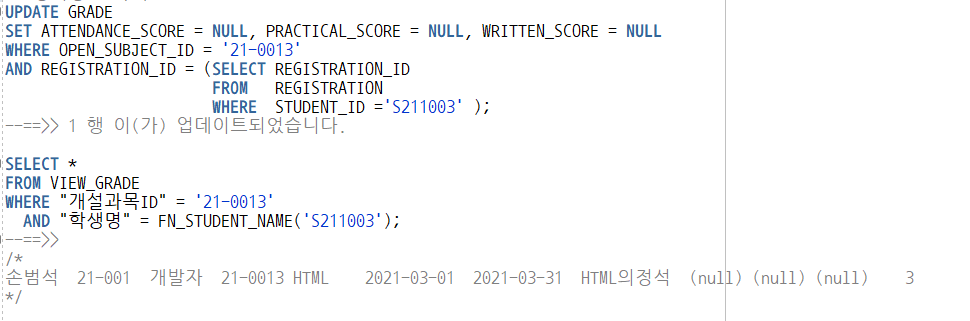 UPDATE GRADE
SET ATTENDANCE_SCORE = NULL, PRACTICAL_SCORE = NULL, WRITTEN_SCORE = NULL
WHERE OPEN_SUBJECT_ID = '21-0013'
AND REGISTRATION_ID = (SELECT REGISTRATION_ID
FROM   REGISTRATION
WHERE  STUDENT_ID ='S211003' );
--==>> 1 행 이(가) 업데이트되었습니다.
SELECT *
FROM VIEW_GRADE
WHERE "개설과목ID" = '21-0013'
AND "학생명" = FN_STUDENT_NAME('S211003');
--==>>
/*
손범석  21-001  개발자  21-0013 HTML    2021-03-01  2021-03-31  HTML의정석  (null) (null) (null)    3
*/